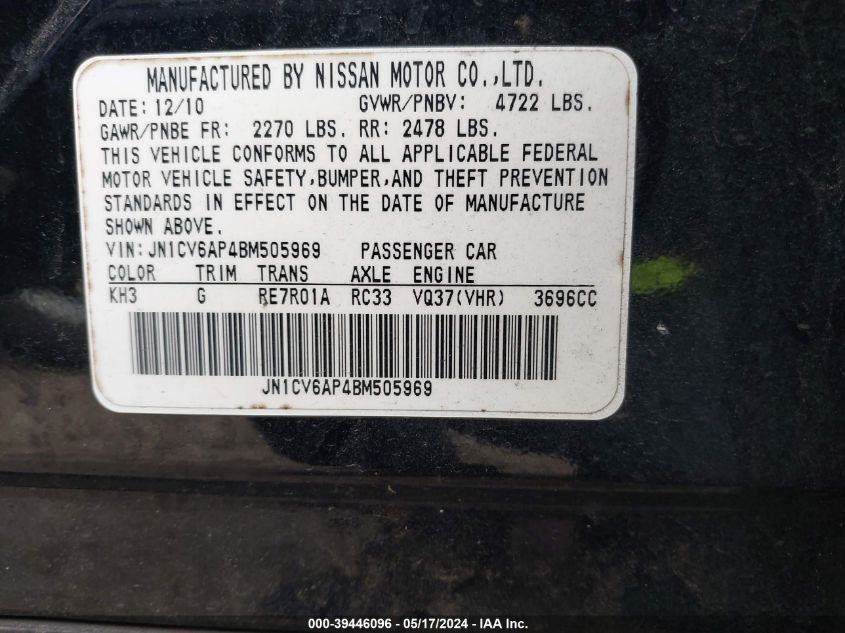 MANUFACTURED BY NISSAN MOTOR CO.,LTD.
DATE: 12/10 GVWR/PNBV: 4722 LBS.
GAWR/PNBE FR: 2270 LBS. RR: 2478 LBS.
THIS VEHICLE CONFORMS TO ALL APPLICABLE FEDERAL
MOTOR VEHICLE SAFETY,BUMPER,AND THEFT PREVENTION
STANDARDS IN EFFECT ON THE DATE OF MANUFACTURE
SHOWN ABOVE.
VIN: JN1CV6AP4BM505969 PASSENGER CAR
COLOR TRIM TRANS AXLE ENGINE
KH3 G RE7R01A RC33 VQ37(VHR) 3696CC
JN1CV6AP4BM505969
000-39446096 - 05/17/2024 - IAA Inc.